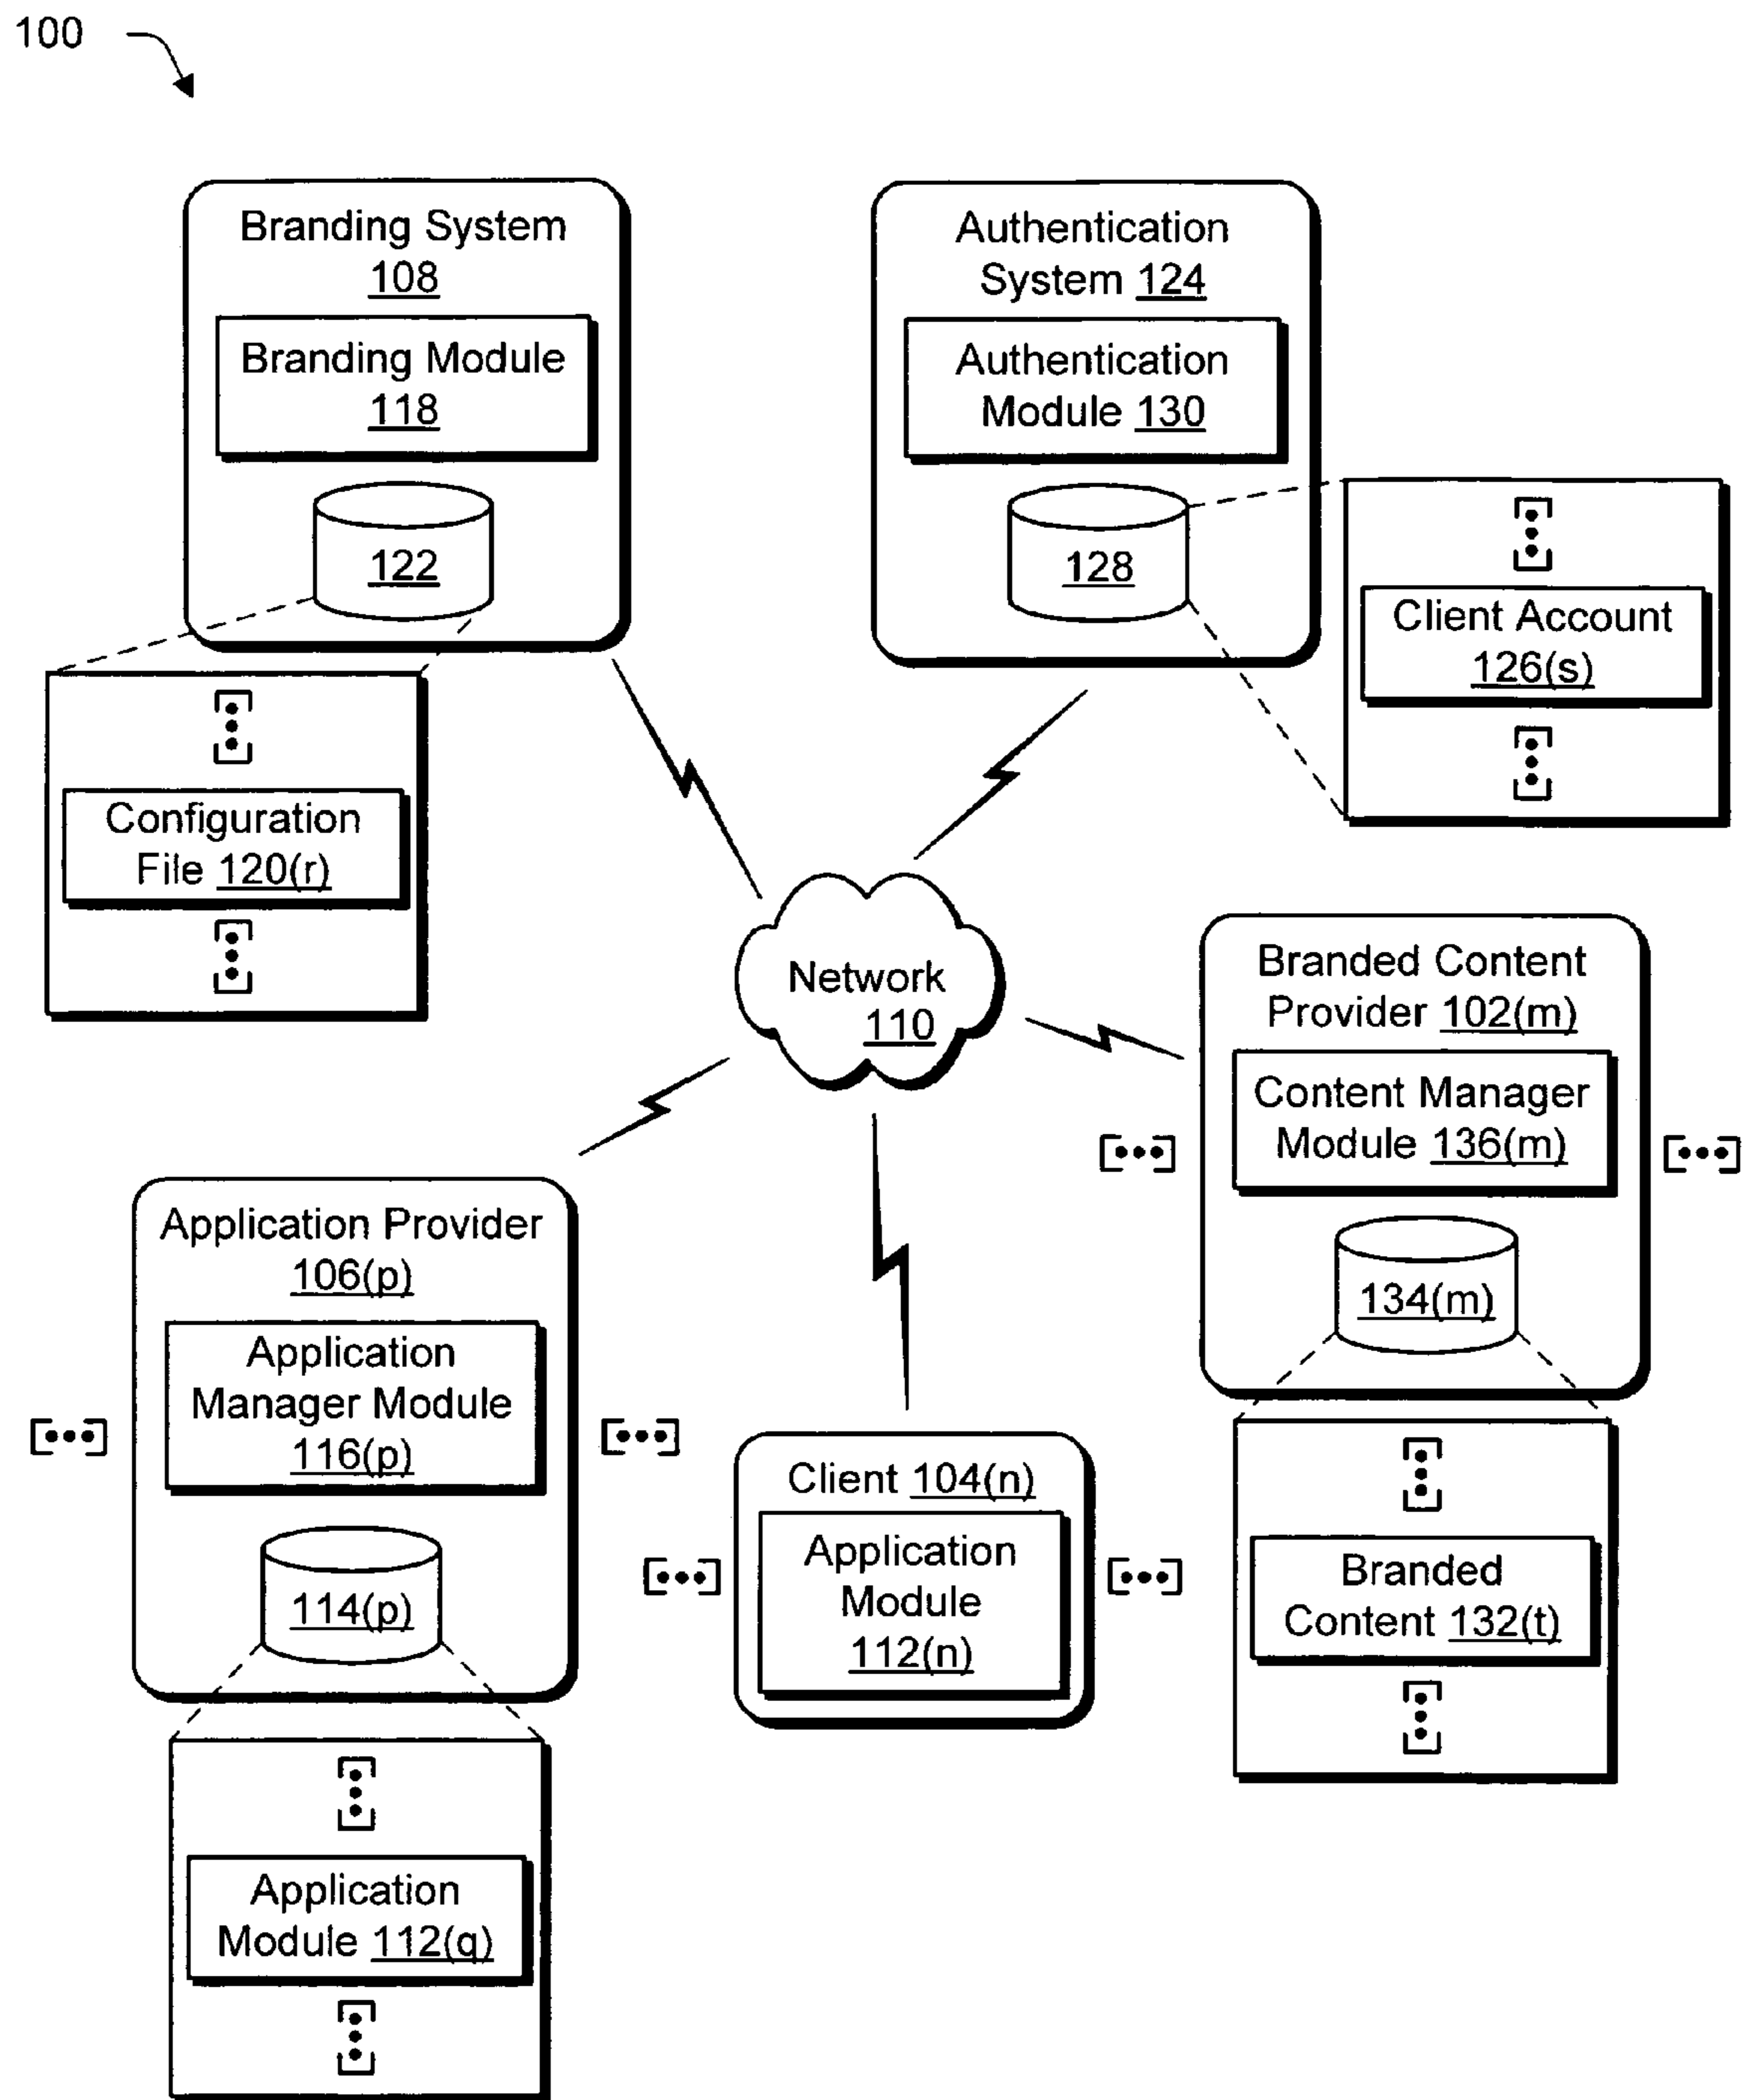 100
Branding System
108
Branding Module
118
122
Configuration
File 120(r)
Authentication
System 124
Authentication
Module 130
128
Client Account
126(s)
Network
110
Branded Content
Provider 102(m)
Content Manager
Module 136(m)
134(m)
Branded
Content 132(t)
Application Provider
106(p)
Application
Manager Module
116(p)
114(p)
Application
Module 112(q)
Client 104(n)
Application
Module
112(n)